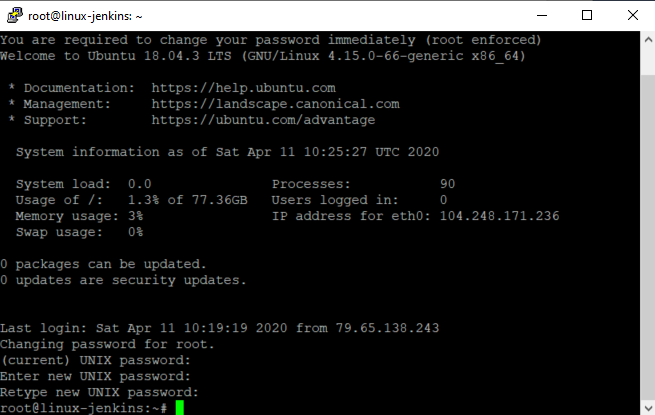 root@linux-jenkins: ~
You are required to change your password immediately (root enforced)
Welcome to Ubuntu 18.04.3 LTS (GNU/Linux 4.15.0-66-generic x86_64)
* Documentation:  https://help.ubuntu.com
* Management:     https://landscape.canonical.com
* Support:        https://ubuntu.com/advantage
System information as of Sat Apr 11 10:25:27 UTC 2020
System load:  0.0               Processes:           90
Usage of /:   1.3% of 77.36GB   Users logged in:     0
Memory usage: 3%                IP address for eth0: 104.248.171.236
Swap usage:   0%
0 packages can be updated.
0 updates are security updates.
Last login: Sat Apr 11 10:19:19 2020 from 79.65.138.243
Changing password for root.
(current) UNIX password:
Enter new UNIX password:
Retype new UNIX password:
root@linux-jenkins:~#